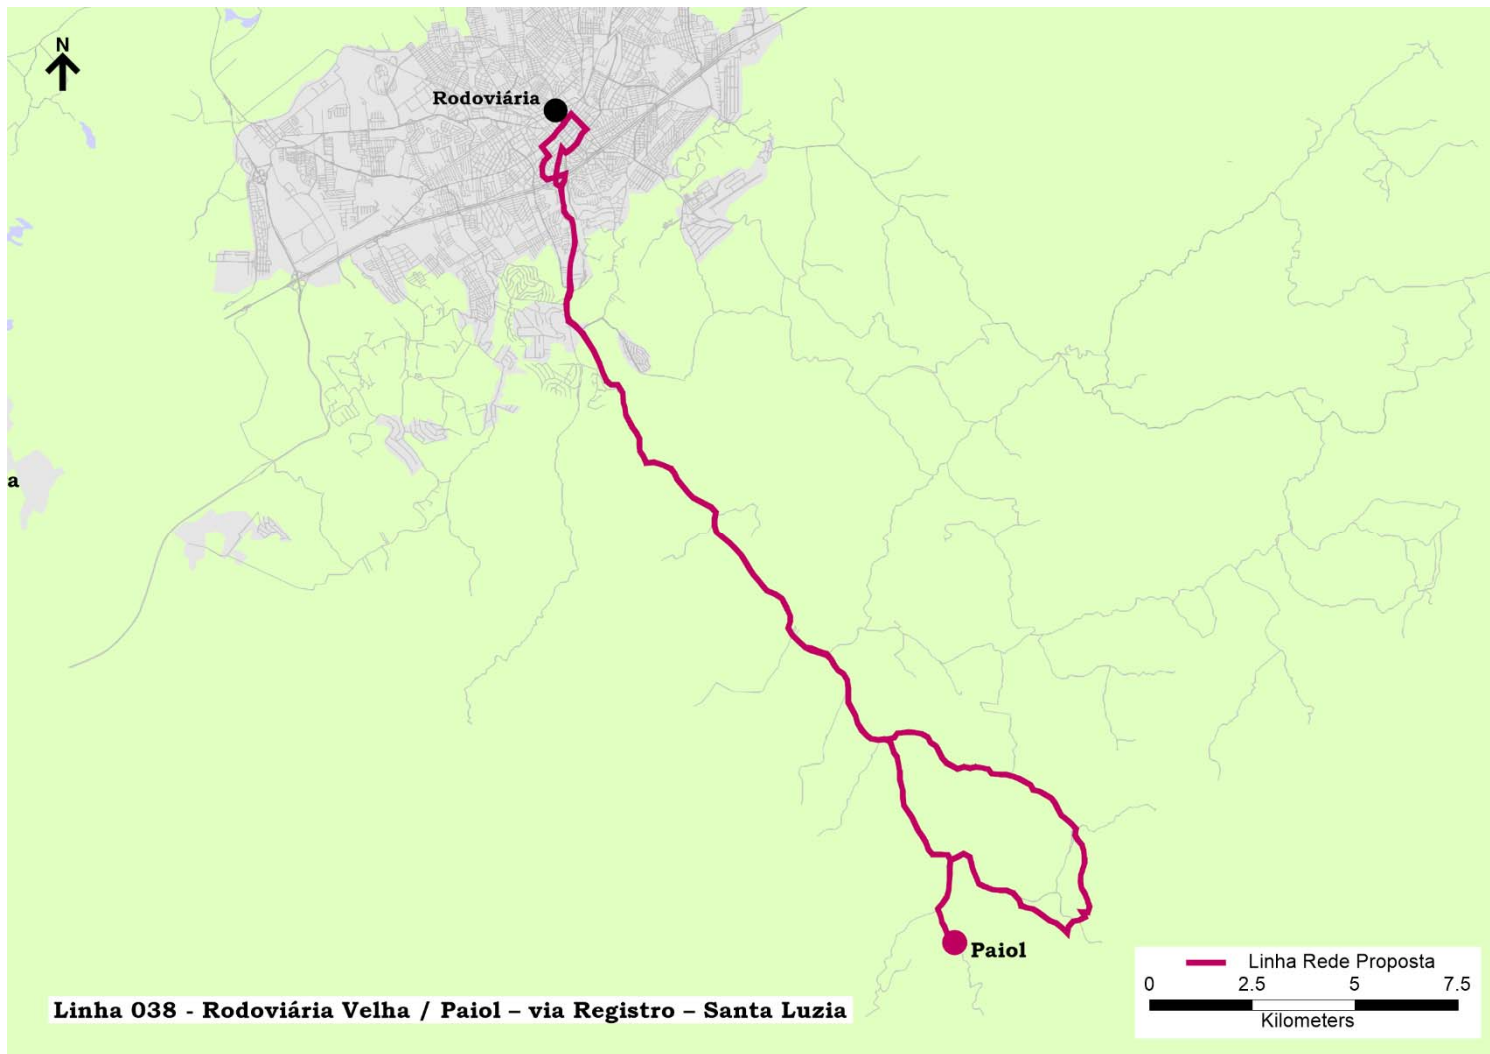 N
Rodoviária
a
Paiol
Linha Rede Proposta
0 2.5 5 7.5
Kilometers
Linha 038 - Rodoviária Velha / Paiol – via Registro – Santa Luzia